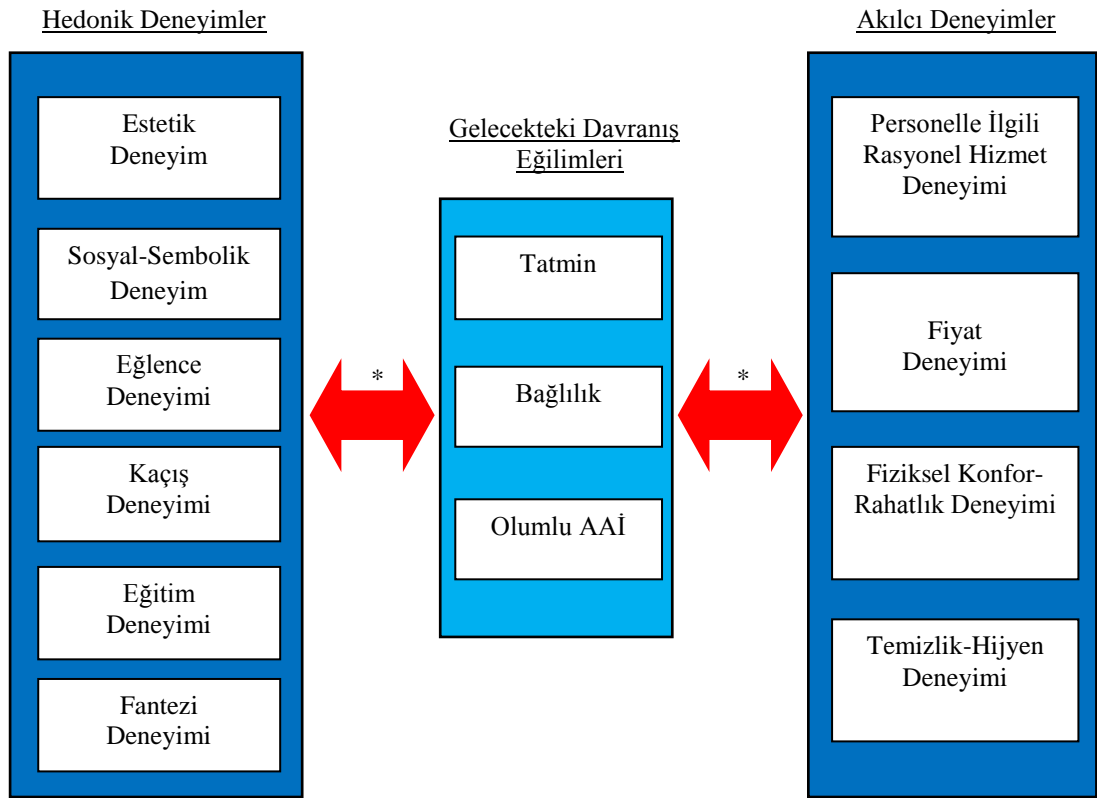 Hedonik Deneyimler
Estetik
Deneyim
Sosyal-Sembolik
Deneyim
Eğlence
Deneyimi
Kaçış
Deneyimi
Eğitim
Deneyimi
Fantezi
Deneyimi
*
Gelecekteki Davranış
Eğilimleri
Tatmin
Bağlılık
Olumlu AAİ
*
Akılcı Deneyimler
Personelle İlgili
Rasyonel Hizmet
Deneyimi
Fiyat
Deneyimi
Fiziksel Konfor-
Rahatlık Deneyimi
Temizlik-Hijyen
Deneyimi